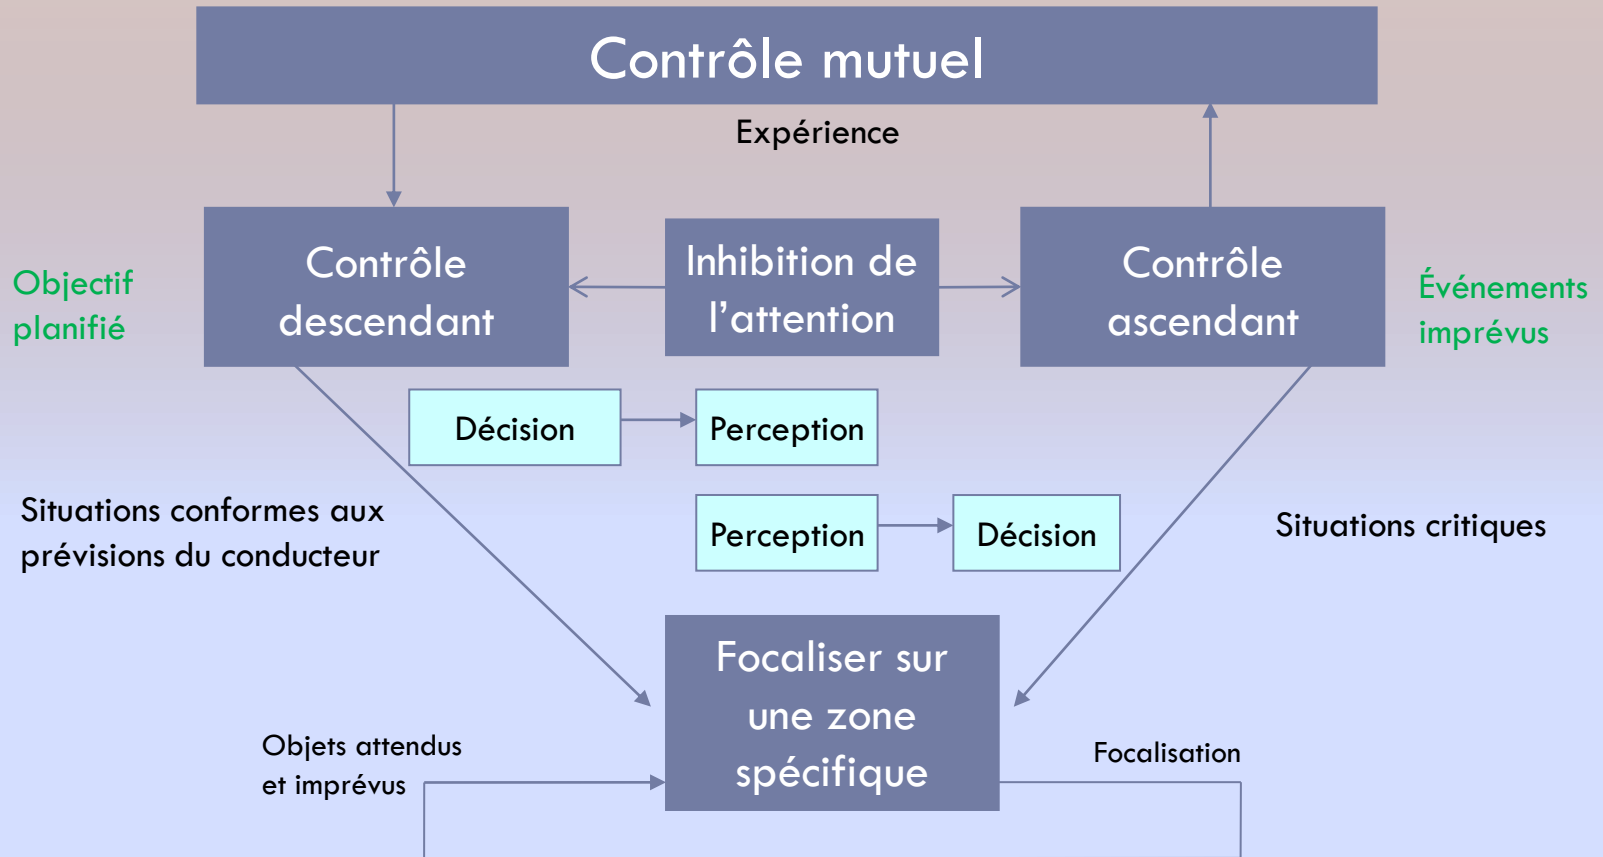 Contrôle mutuel
Expérience
Objectif
planifié
Contrôle
descendant
Inhibition de
l’attention
Contrôle
ascendant
Événements
imprévus
Décision
Perception
Situations conformes aux
prévisions du conducteur
Perception
Décision
Situations critiques
Focaliser sur
une zone
spécifique
Objets attendus
et imprévus
Focalisation